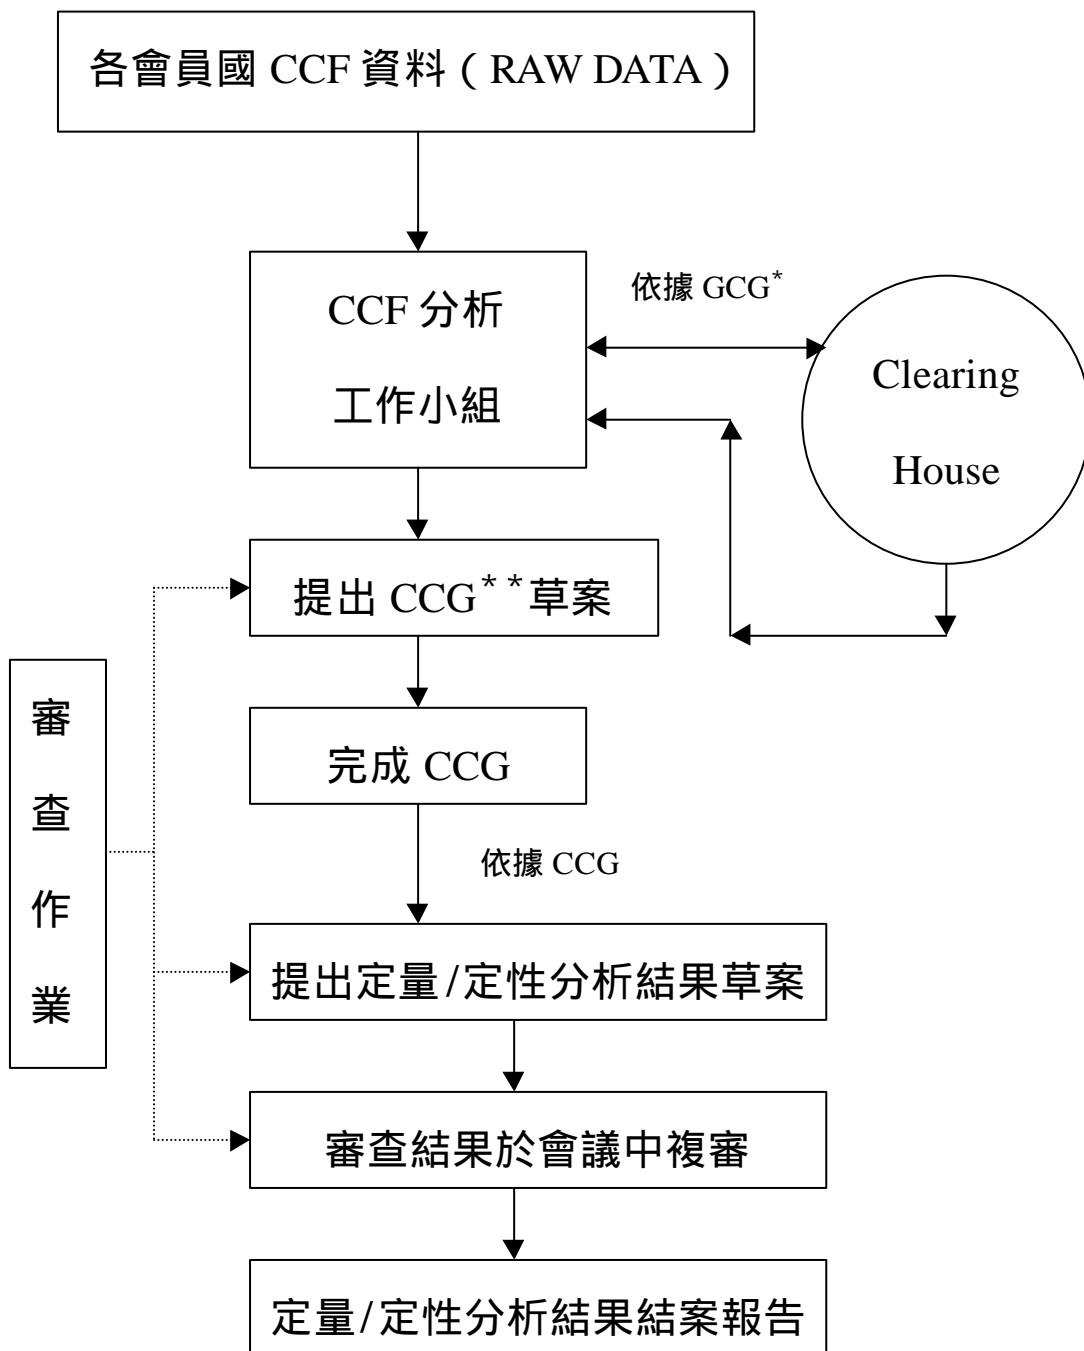 各會員國 CCF 資料（RAW DATA）
CCF 分析
工作小組
依據 GCG*
Clearing
House
提出 CCG**草案
完成 CCG
依據 CCG
審
查
作
業
提出定量/定性分析結果草案
審查結果於會議中複審
定量/定性分析結果結案報告